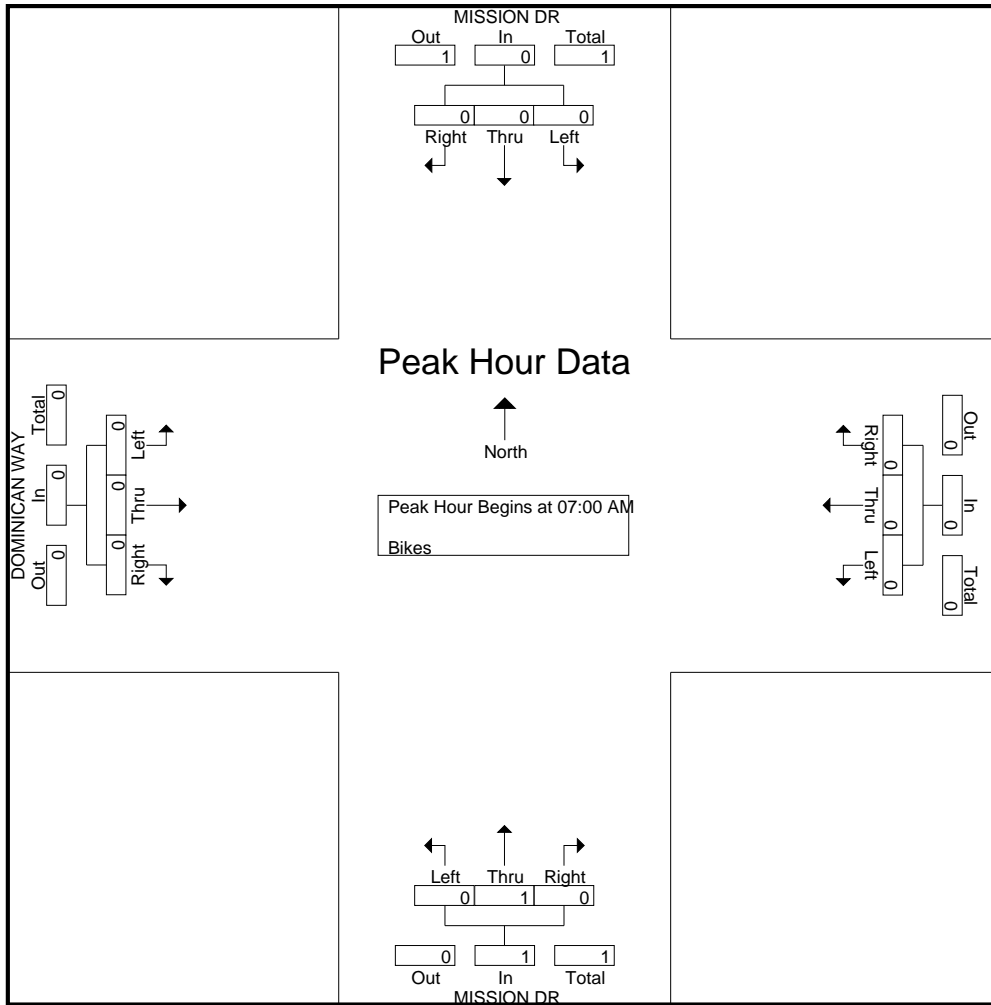 MISSION DR
Out In Total
1 0 1
0 0 0
Right Thru Left
Peak Hour Data
North
Peak Hour Begins at 07:00 AM
Bikes
DOMINICAN WAY
Out In Total
0 0 0
0 0 0
Right Thru Left
Out In Total
0 0 0
0 0 0
Right Thru Left
Left Thru Right
0 1 0
0 1 1
Out In Total
MISSION DR